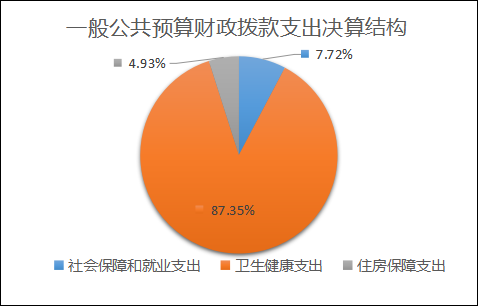 一般公共预算财政拨款支出决算结构
4.93%
7.72%
87.35%
社会保障和就业支出 卫生健康支出 住房保障支出